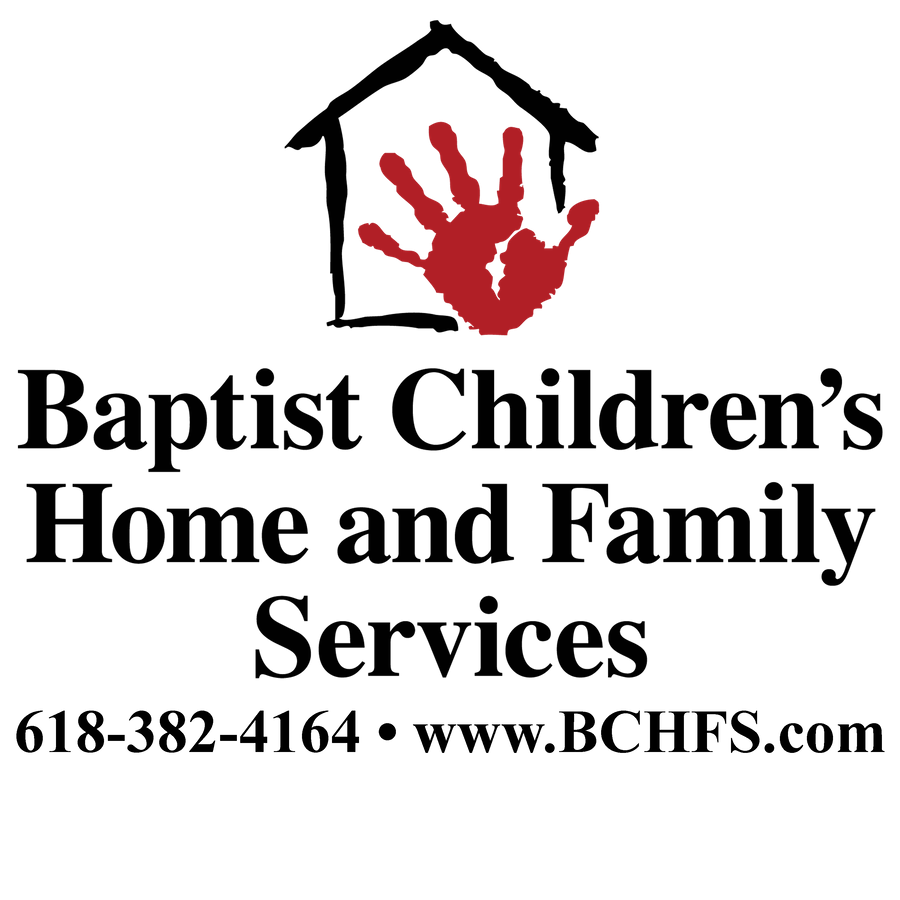 Baptist Children’s
Home and Family
Services
618-382-4164 • www.BCHFS.com